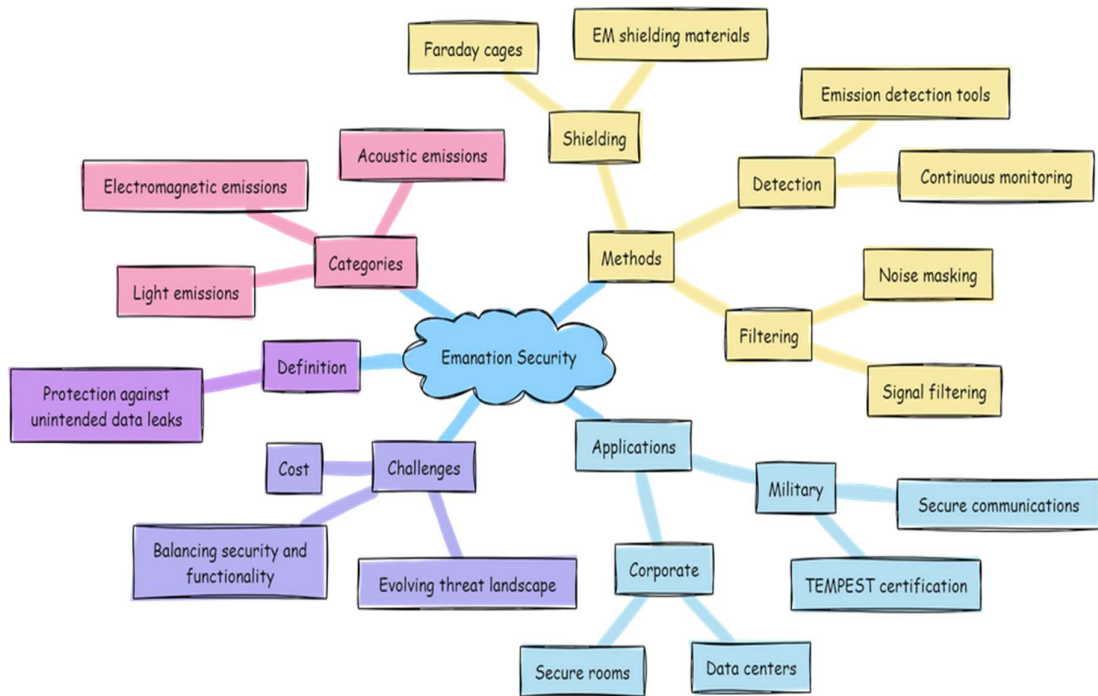 EM shielding materials
Faraday cages
Emission detection tools
Shielding
Acoustic emissions
Electromagnetic emissions
Detection
Continuous monitoring
Categories
Methods
Light emissions
Noise masking
Filtering
Emanation Security
Definition
Protection against
unintended data leaks
Signal filtering
Applications
Cost
Challenges
Military
Secure communications
Balancing security and
functionality
Evolving threat landscape
Corporate
TEMPEST certification
Secure rooms
Data centers